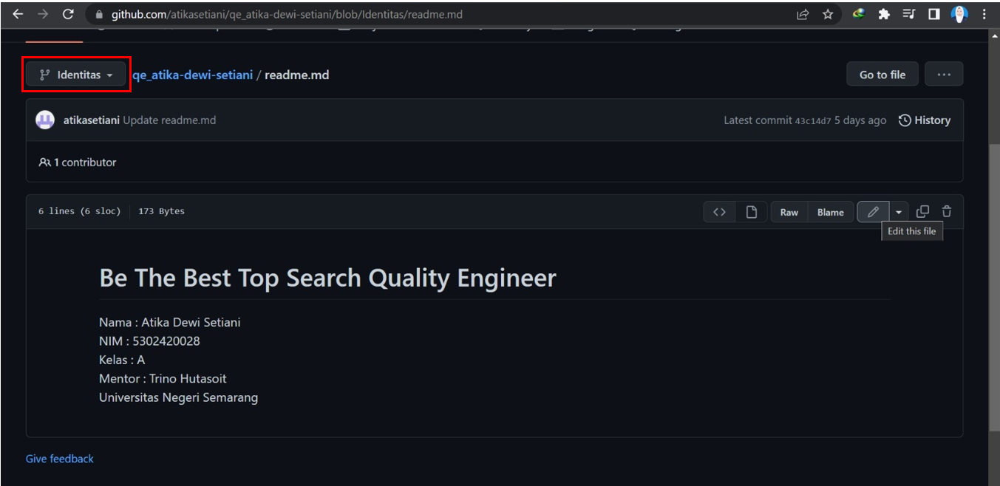 github.com/atikasetiani/qe_atika-dewi-setiani/blob/Identitas/readme.md
Identitas qe_atika-dewi-setiani / readme.md Go to file ...
atikasetiani Update readme.md Latest commit 43c14d7 5 days ago History
1 contributor
6 lines (6 sloc) 173 Bytes <> Raw Blame
Edit this file
Be The Best Top Search Quality Engineer
Nama : Atika Dewi Setiani
NIM : 5302420028
Kelas : A
Mentor : Trino Hutasoit
Universitas Negeri Semarang
Give feedback